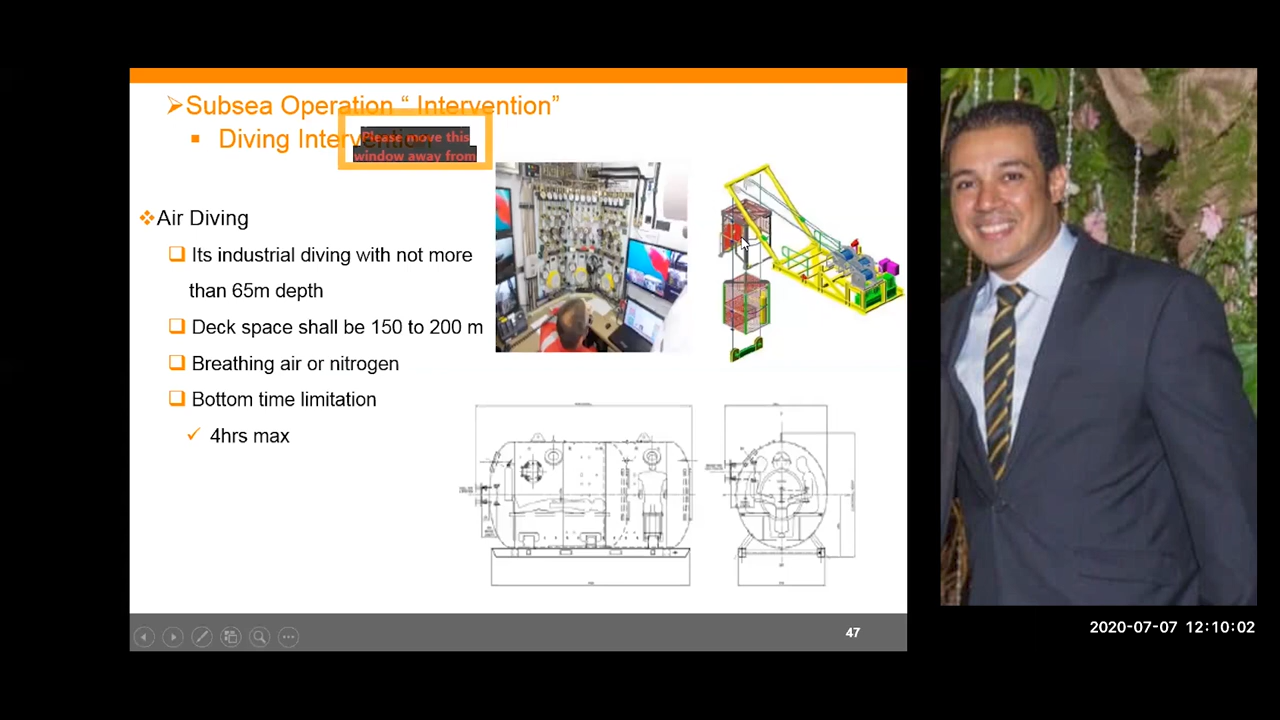 ➢Subsea Operation “ Intervention”
▪ Diving Intervention
Please move this
window away from
❖Air Diving
❑ Its industrial diving with not more
than 65m depth
❑ Deck space shall be 150 to 200 m
❑ Breathing air or nitrogen
❑ Bottom time limitation
✓ 4hrs max
47
2020-07-07 12:10:02